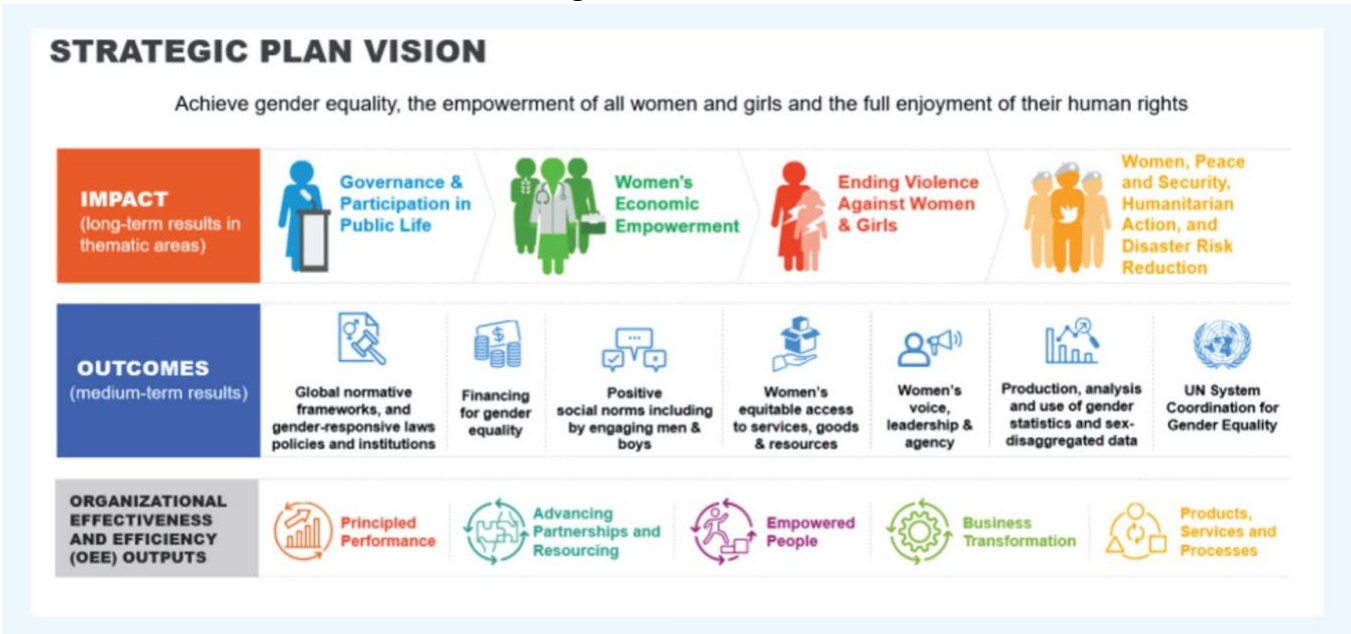 STRATEGIC PLAN VISION
Achieve gender equality, the empowerment of all women and girls and the full enjoyment of their human rights
IMPACT
(long-term results in
thematic areas)
Governance &
Participation in
Public Life
Women's
Economic
Empowerment
Ending Violence
Against Women
& Girls
Women, Peace
and Security,
Humanitarian
Action, and
Disaster Risk
Reduction
OUTCOMES
(medium-term results)
Global normative
frameworks, and
gender-responsive laws
policies and institutions
Financing
for gender
equality
Positive
social norms including
by engaging men &
boys
Women's
equitable access
to services, goods
& resources
Women's
voice,
leadership &
agency
Production, analysis
and use of gender
statistics and sex-
disaggregated data
UN System
Coordination for
Gender Equality
ORGANIZATIONAL
EFFECTIVENESS
AND EFFICIENCY
(OEE) OUTPUTS
Principled
Performance
Advancing
Partnerships and
Resourcing
Empowered
People
Business
Transformation
Products,
Services and
Processes